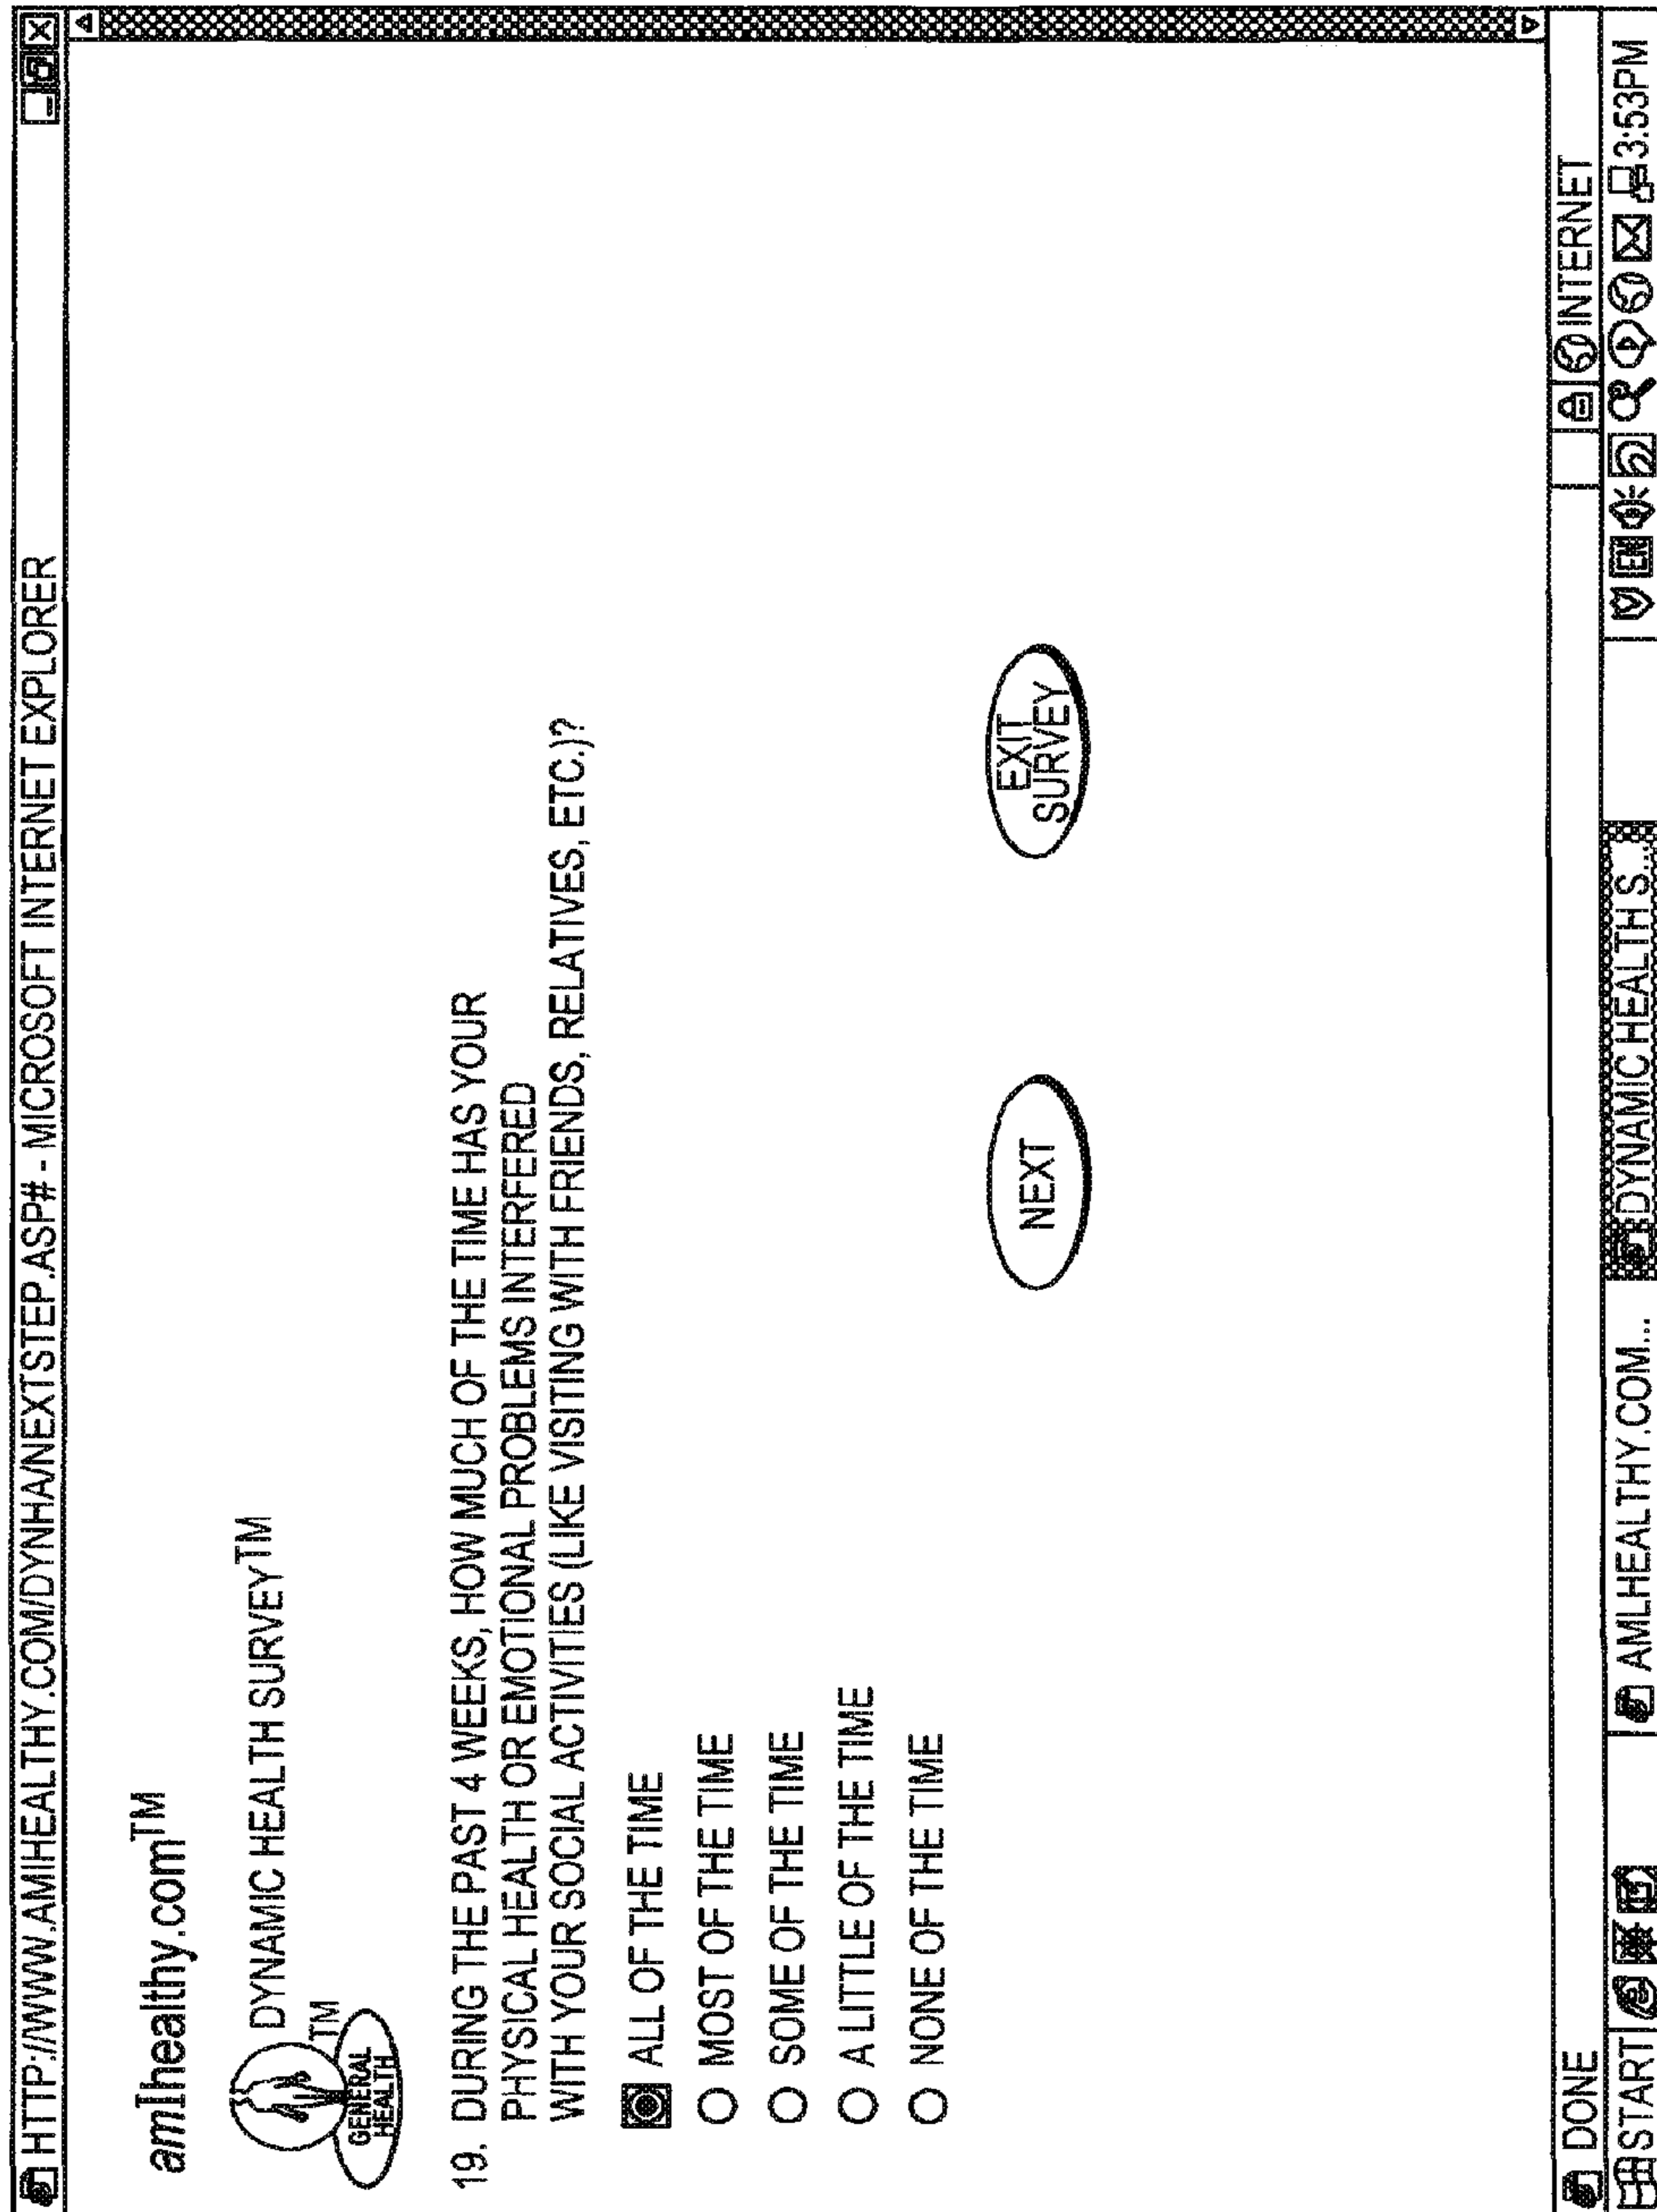 HTTP://WWW.AMIHEALTHY.COM/DYNHA/NEXTSTEP.ASP# - MICROSOFT INTERNET EXPLORER
amIhealthy.com™
DYNAMIC HEALTH SURVEY™
TM
GENERAL
HEALTH
19. DURING THE PAST 4 WEEKS, HOW MUCH OF THE TIME HAS YOUR
PHYSICAL HEALTH OR EMOTIONAL PROBLEMS INTERFERED
WITH YOUR SOCIAL ACTIVITIES (LIKE VISITING WITH FRIENDS, RELATIVES, ETC.)?
ALL OF THE TIME
MOST OF THE TIME
SOME OF THE TIME
A LITTLE OF THE TIME
NONE OF THE TIME
NEXT
EXIT
SURVEY
DONE
INTERNET
START
AMLHEALTHY.COM...
DYNAMIC HEALTH S...
EN
3:53PM